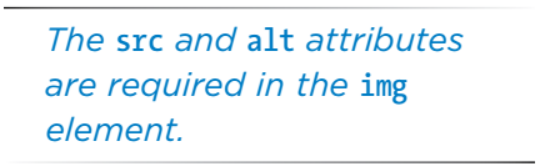 The src and alt attributes
are required in the img
element.